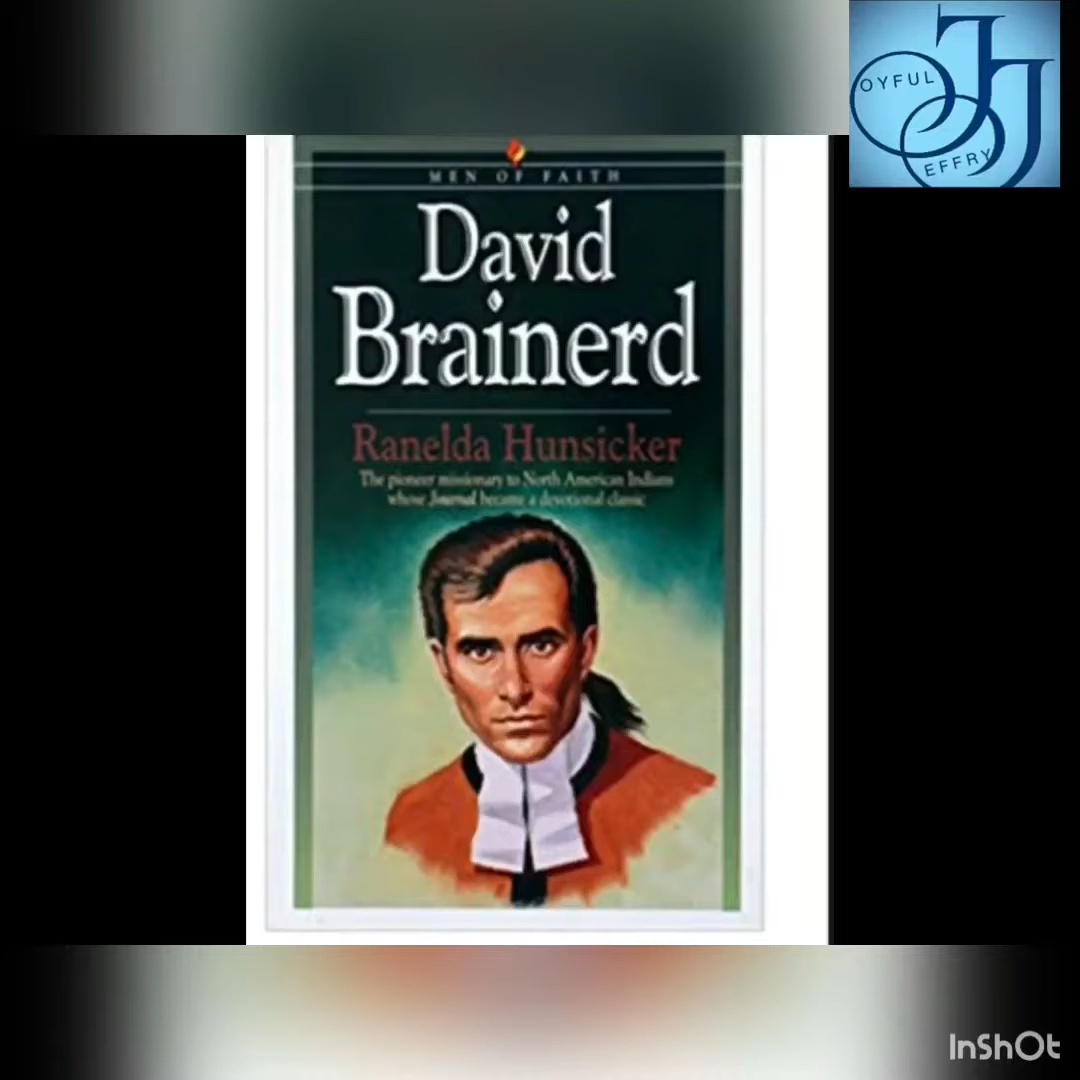 JJ
OYFUL
EFFRY
MEN OF FAITH
David
Brainerd
Ranelda Hunsicker
The pioneer missionary to North American Indians
whose Journal became a devotional classic
InShOt